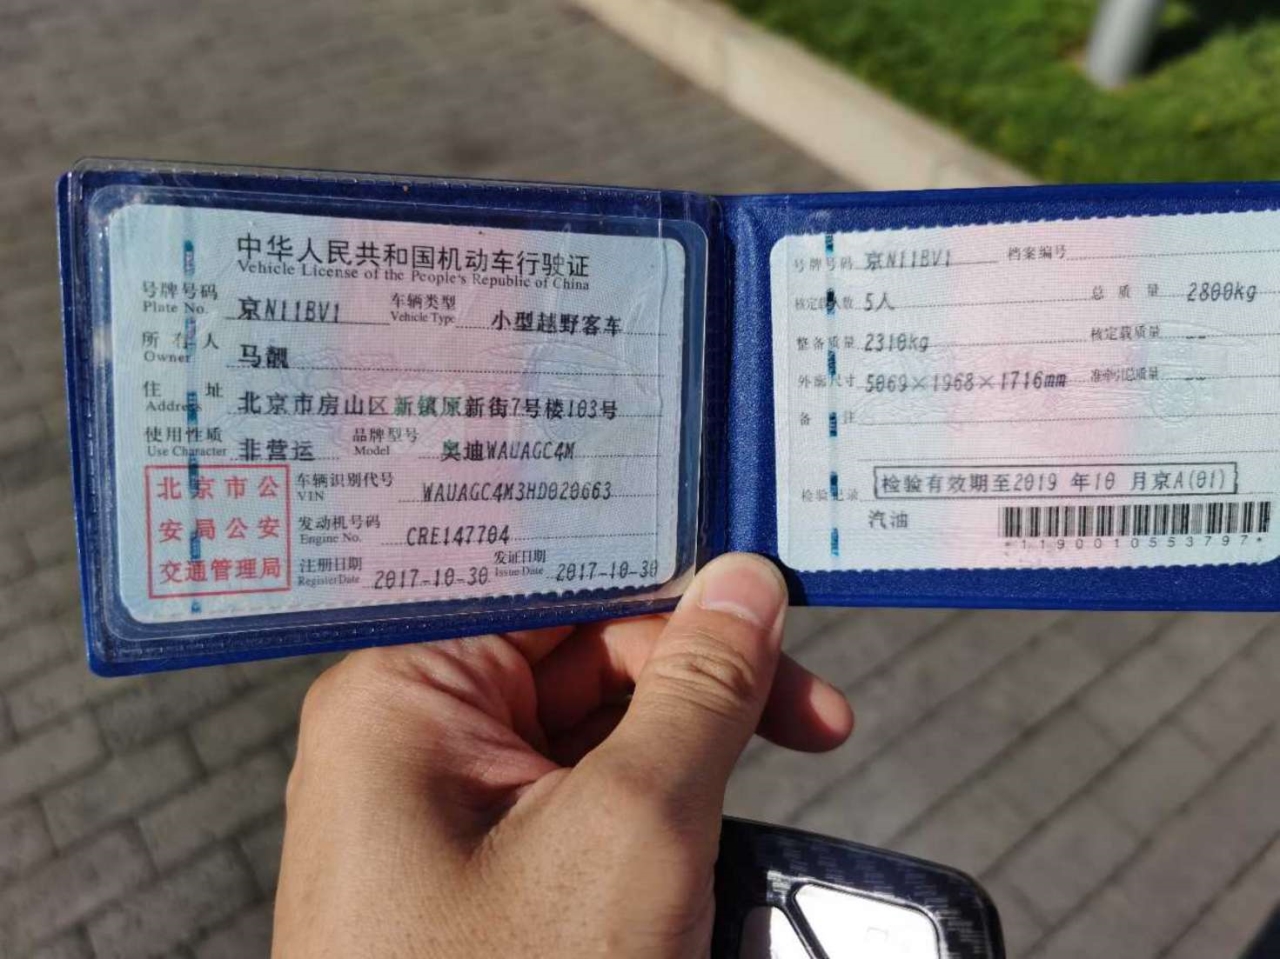 中华人民共和国机动车行驶证
Vehicle License of the People's Republic of China
号牌号码 京N11BV1 车辆类型 小型越野客车
Plate No. Vehicle Type
所有人 马飝
Owner
住址 北京市房山区新镇原新街7号楼103号
Address
使用性质 非营运 品牌型号 奥迪WAUAGC4M
Use Character Model
北京市公
安局公安
交通管理局
车辆识别代号 WAUAGC4M3HD020663
VIN
发动机号码 CRE147704
Engine No.
注册日期 2017-10-30 发证日期 2017-10-30
Register Date Issue Date
号牌号码 京N11BV1 档案编号
核定载人数 5人 总质量 2800kg
整备质量 2310kg 核定载质量 --
外廓尺寸 5069×1968×1716mm 准牵引总质量 --
备注
检验记录 检验有效期至2019 年10 月京A(01)
汽油
*1190010553797*